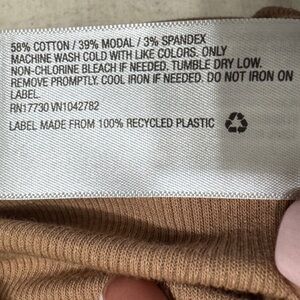 58% COTTON / 39% MODAL / 3% SPANDEX
MACHINE WASH COLD WITH LIKE COLORS. ONLY
NON-CHLORINE BLEACH IF NEEDED. TUMBLE DRY LOW.
REMOVE PROMPTLY. COOL IRON IF NEEDED. DO NOT IRON ON
LABEL.
RN17730 VN1042782
LABEL MADE FROM 100% RECYCLED PLASTIC